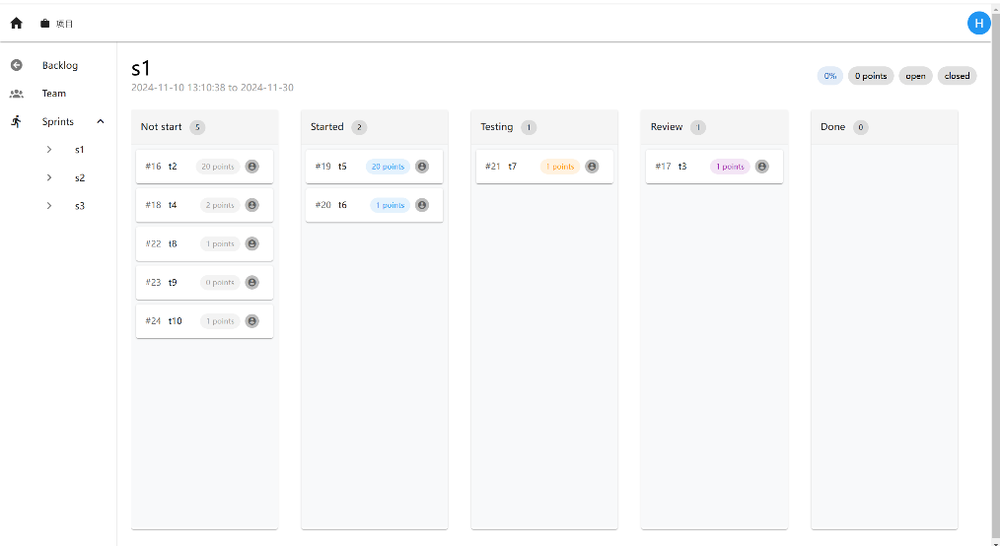 项目
H
Backlog
Team
Sprints
s1
s2
s3
s1
2024-11-10 13:10:38 to 2024-11-30
0% 0 points open closed
Not start 5
#16 t2 20 points
#18 t4 2 points
#22 t8 1 points
#23 t9 0 points
#24 t10 1 points
Started 2
#19 t5 20 points
#20 t6 1 points
Testing 1
#21 t7 1 points
Review 1
#17 t3 1 points
Done 0